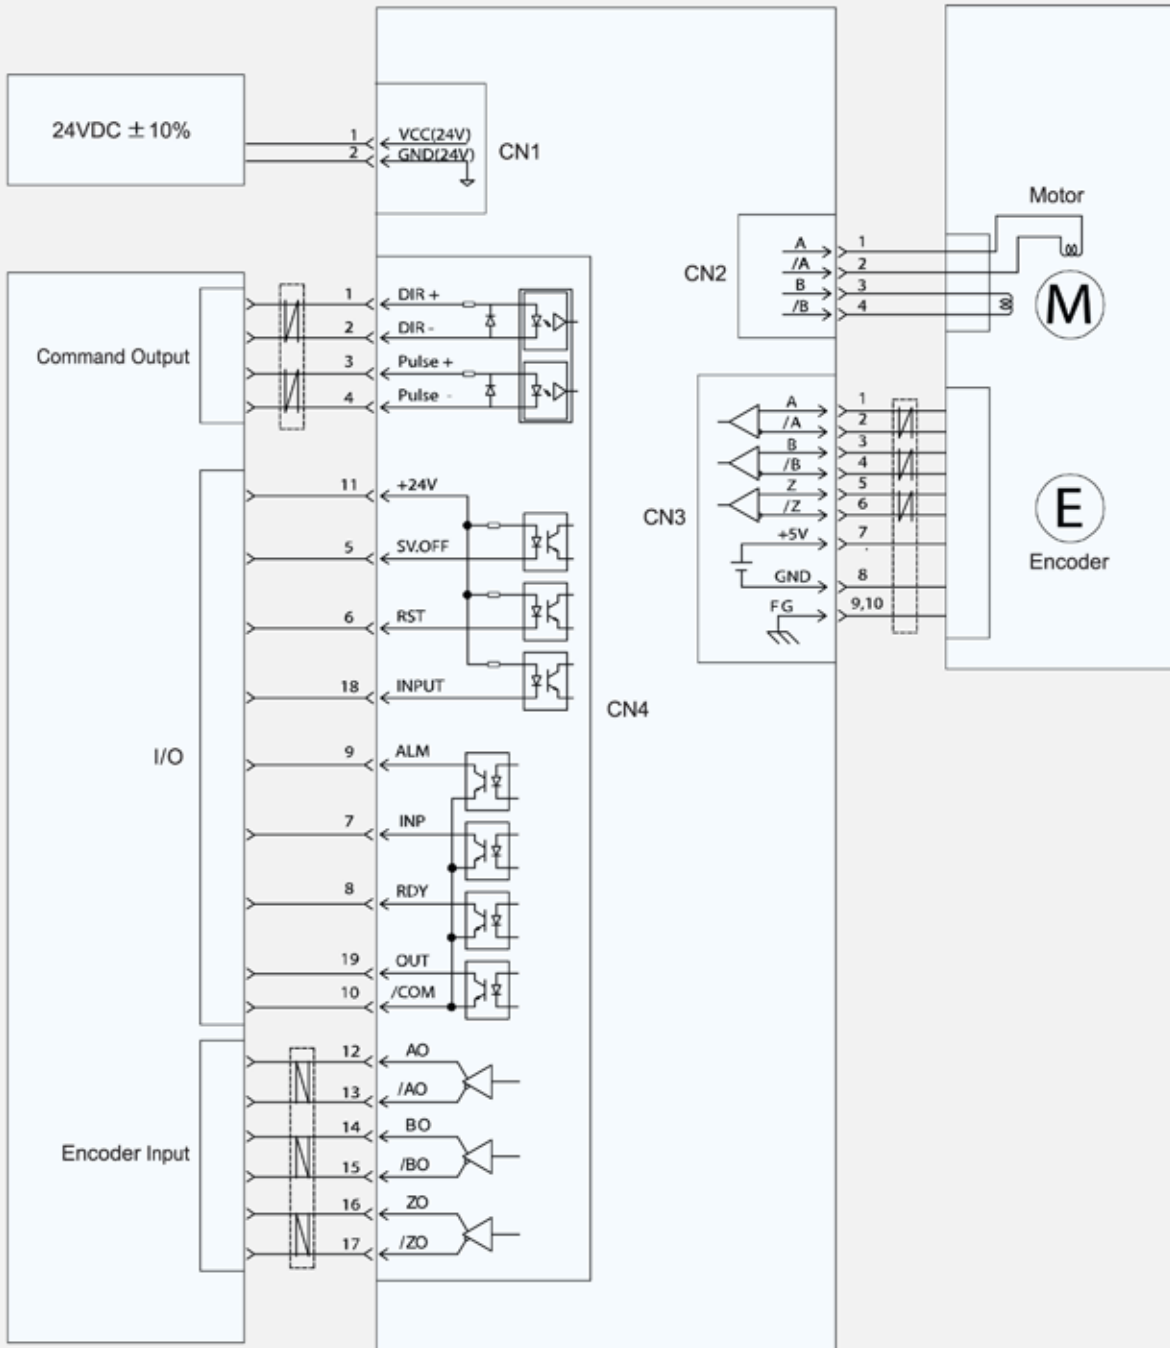 24VDC ±10%
1 VCC(24V)
2 GND(24V)
CN1
Command Output
1 DIR +
2 DIR -
3 Pulse +
4 Pulse -
I/O
11 +24V
5 SV.OFF
6 RST
18 INPUT
9 ALM
7 INP
8 RDY
19 OUT
10 /COM
Encoder Input
12 AO
13 /AO
14 BO
15 /BO
16 ZO
17 /ZO
CN4
CN2
A 1
/A 2
B 3
/B 4
Motor
M
CN3
A 1
/A 2
B 3
/B 4
Z 5
/Z 6
+5V 7
GND 8
FG 9,10
E
Encoder